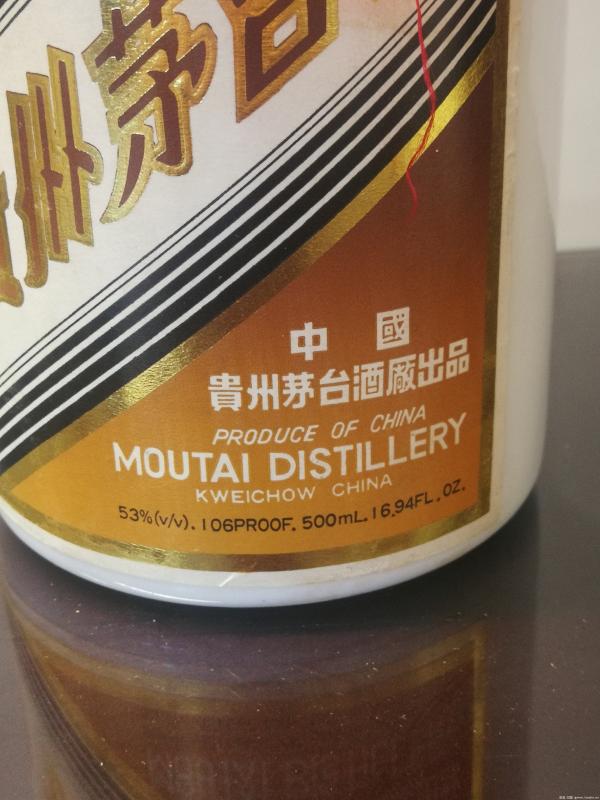 州茅台
中國
貴州茅台酒廠出品
PRODUCE OF CHINA
MOUTAI DISTILLERY
KWEICHOW CHINA
53%(v/v). 106PROOF. 500mL. 16.94FL. OZ.